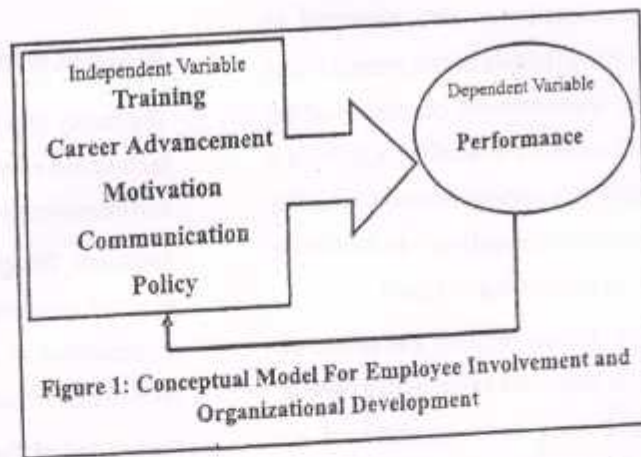 Independent Variable
Training
Career Advancement
Motivation
Communication
Policy
Dependent Variable
Performance
Figure 1: Conceptual Model For Employee Involvement and
Organizational Development